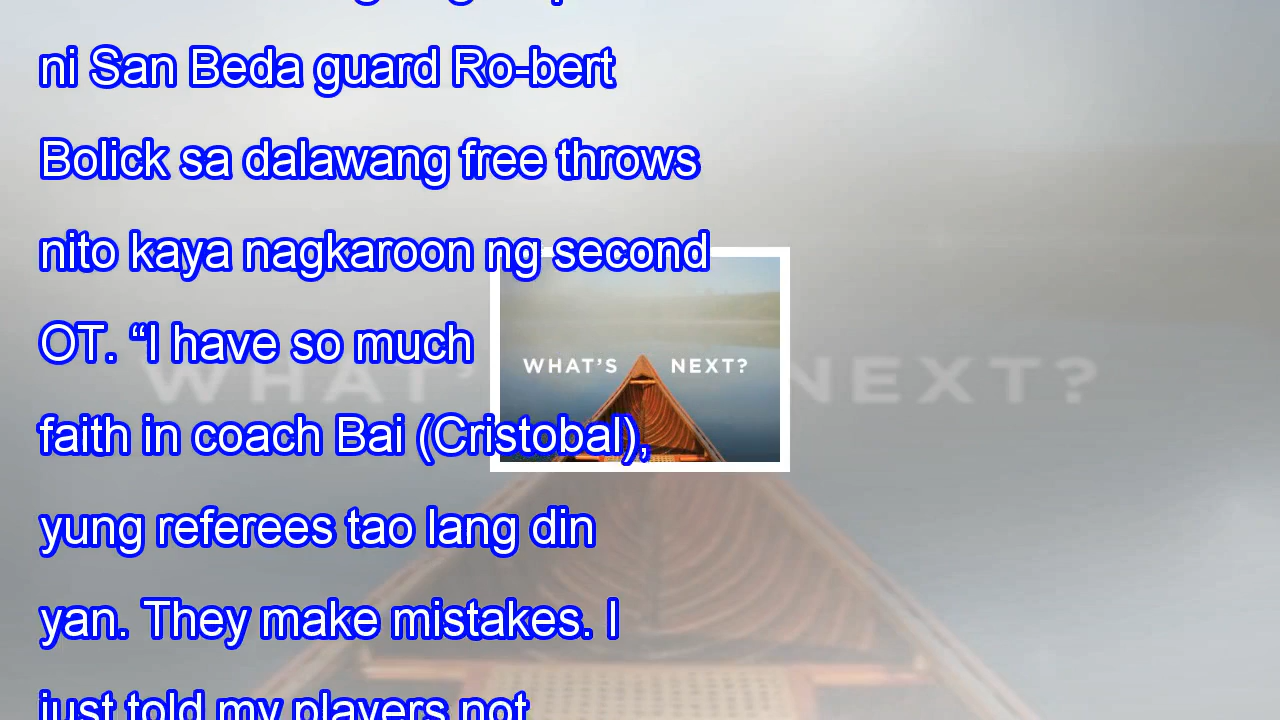 ni San Beda guard Ro-bert
Bolick sa dalawang free throws
nito kaya nagkaroon ng second
OT. “I have so much
faith in coach Bai (Cristobal),
yung referees tao lang din
yan. They make mistakes. I
just told my players not
WHAT'S NEXT?
WHAT' NEXT?